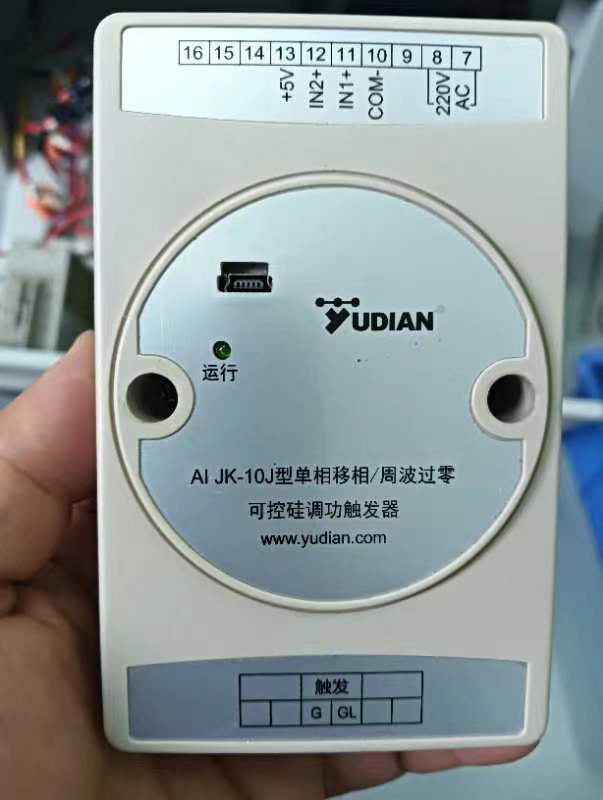 16 15 14 13 12 11 10 9 8 7
+5V IN2+ IN1+ COM- 220V AC
YUDIAN
运行
AI JK-10J型单相移相/周波过零
可控硅调功触发器
www.yudian.com
触发
G GL